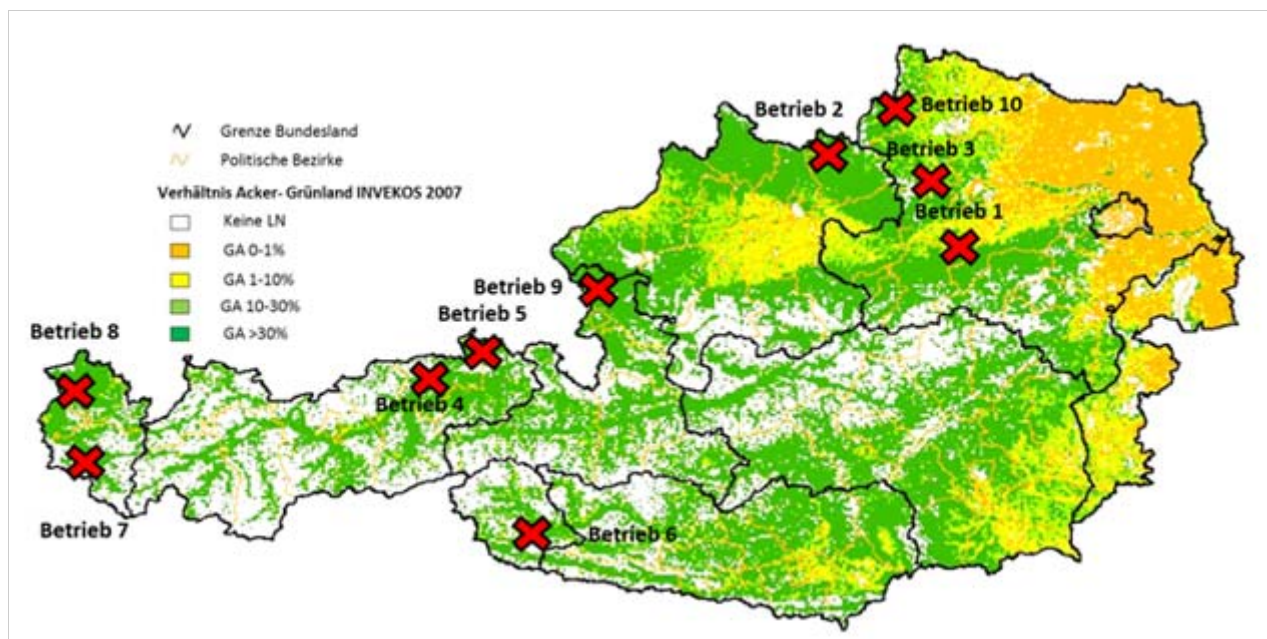 Grenze Bundesland
Politische Bezirke
Verhältnis Acker- Grünland INVEKOS 2007
Keine LN
GA 0-1%
GA 1-10%
GA 10-30%
GA >30%
Betrieb 2
Betrieb 10
Betrieb 3
Betrieb 1
Betrieb 9
Betrieb 5
Betrieb 8
Betrieb 4
Betrieb 7
Betrieb 6